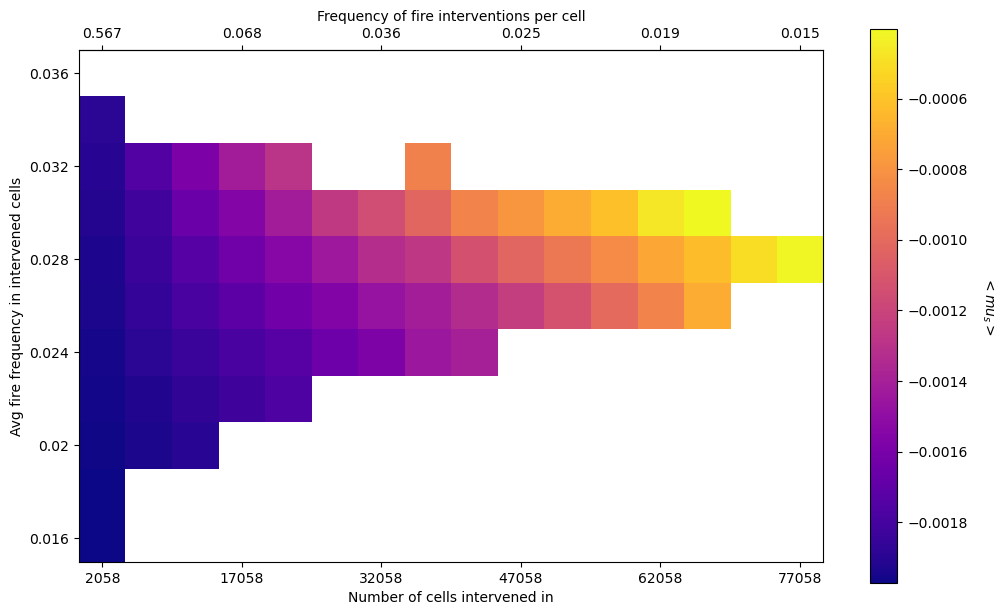 Frequency of fire interventions per cell
0.567 0.068 0.036 0.025 0.019 0.015
0.036
0.032
0.028
0.024
0.02
0.016
Avg fire frequency in intervened cells
2058 17058 32058 47058 62058 77058
Number of cells intervened in
−0.0006
−0.0008
−0.0010
−0.0012
−0.0014
−0.0016
−0.0018
< mu_s >